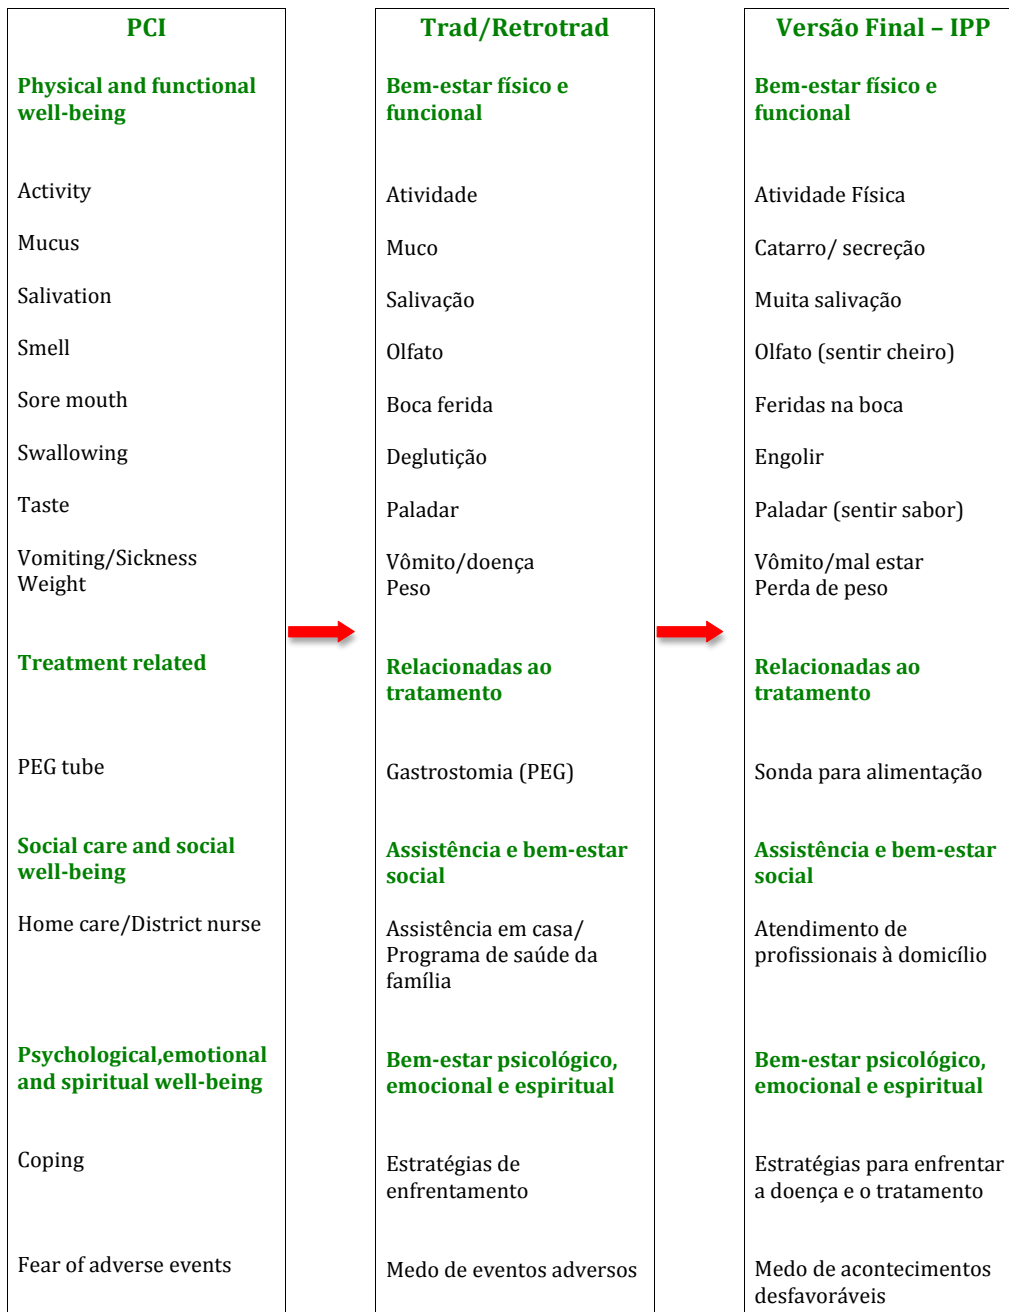 PCI
Physical and functional
well-being
Activity
Mucus
Salivation
Smell
Sore mouth
Swallowing
Taste
Vomiting/Sickness
Weight
Treatment related
PEG tube
Social care and social
well-being
Home care/District nurse
Psychological,emotional
and spiritual well-being
Coping
Fear of adverse events
Trad/Retrotrad
Bem-estar físico e
funcional
Atividade
Muco
Salivação
Olfato
Boca ferida
Deglutição
Paladar
Vômito/doença
Peso
Relacionadas ao
tratamento
Gastrostomia (PEG)
Assistência e bem-estar
social
Assistência em casa/
Programa de saúde da
família
Bem-estar psicológico,
emocional e espiritual
Estratégias de
enfrentamento
Medo de eventos adversos
Versão Final – IPP
Bem-estar físico e
funcional
Atividade Física
Catarro/ secreção
Muita salivação
Olfato (sentir cheiro)
Feridas na boca
Engolir
Paladar (sentir sabor)
Vômito/mal estar
Perda de peso
Relacionadas ao
tratamento
Sonda para alimentação
Assistência e bem-estar
social
Atendimento de
profissionais à domicílio
Bem-estar psicológico,
emocional e espiritual
Estratégias para enfrentar
a doença e o tratamento
Medo de acontecimentos
desfavoráveis